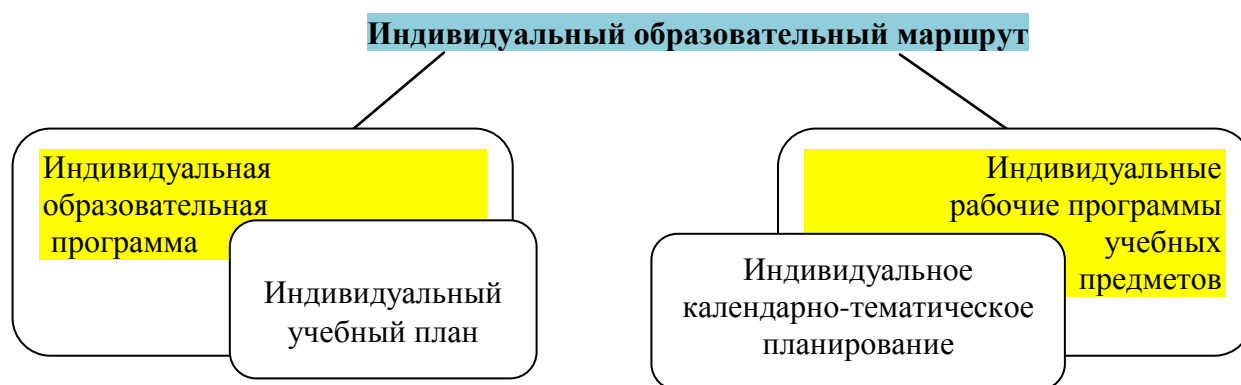 Индивидуальный образовательный маршрут
Индивидуальная
образовательная
программа
Индивидуальный
учебный план
Индивидуальные
рабочие программы
учебных
предметов
Индивидуальное
календарно-тематическое
планирование